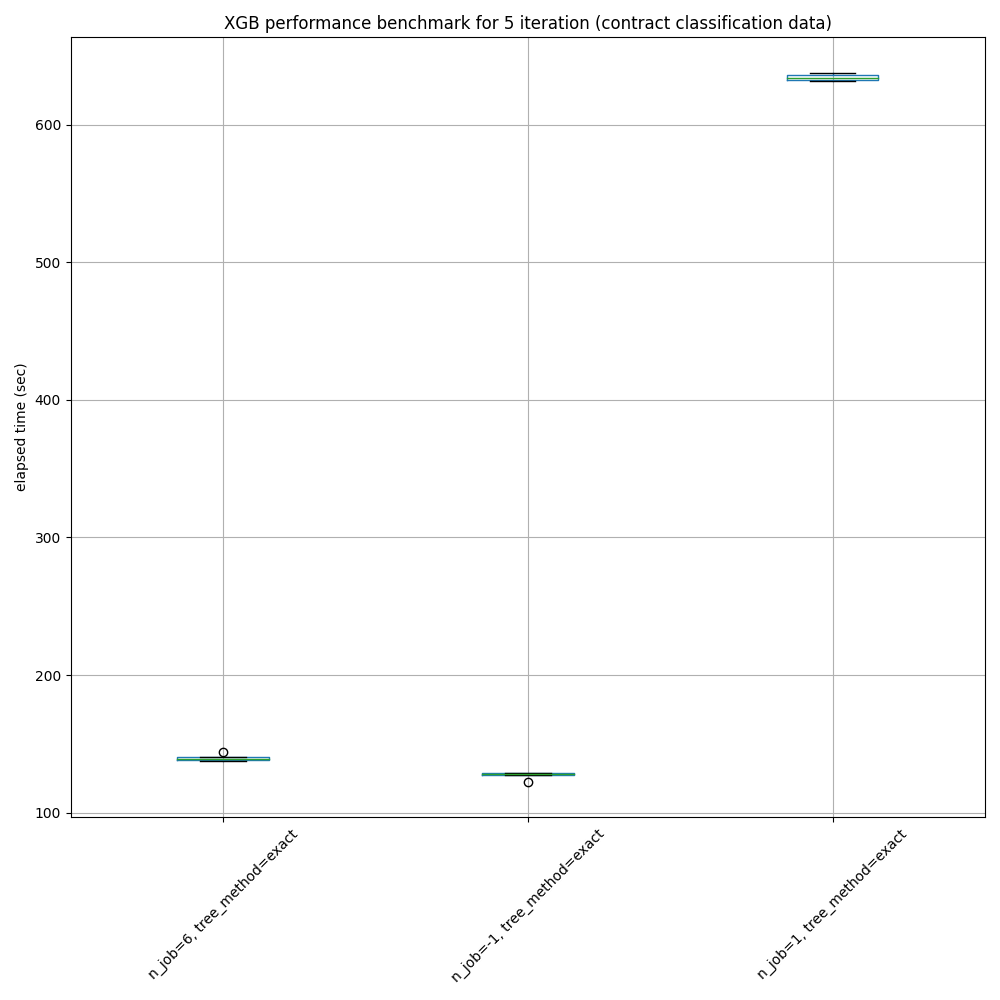 XGB performance benchmark for 5 iteration (contract classification data)
elapsed time (sec)
600
500
400
300
200
100
n_job=6, tree_method=exact
n_job=-1, tree_method=exact
n_job=1, tree_method=exact